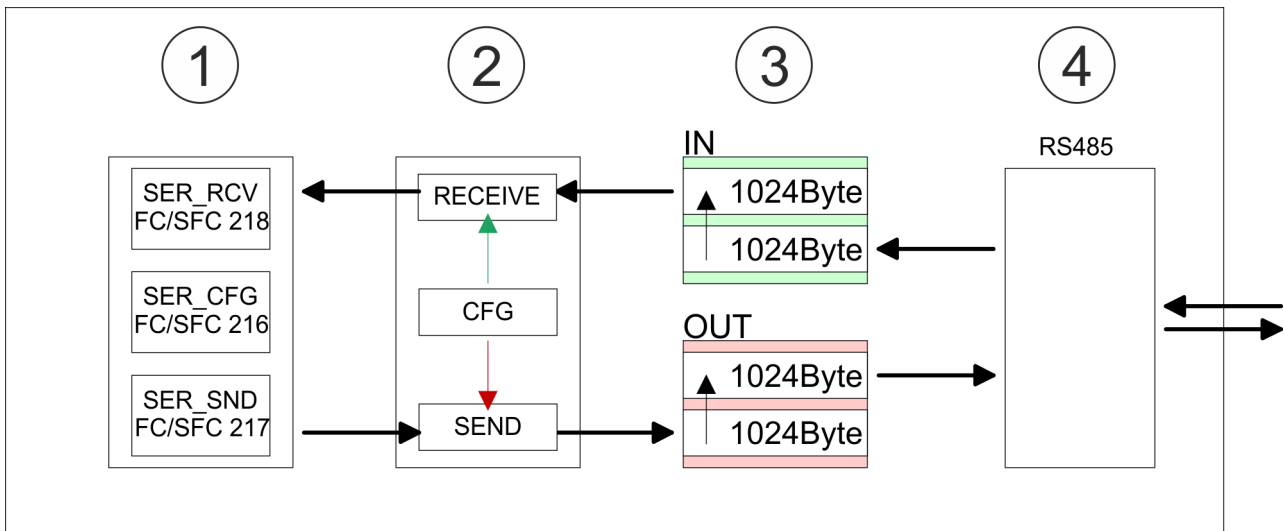 1
2
3
4
SER_RCV
FC/SFC 218
SER_CFG
FC/SFC 216
SER_SND
FC/SFC 217
RECEIVE
CFG
SEND
IN
1024Byte
1024Byte
OUT
1024Byte
1024Byte
RS485